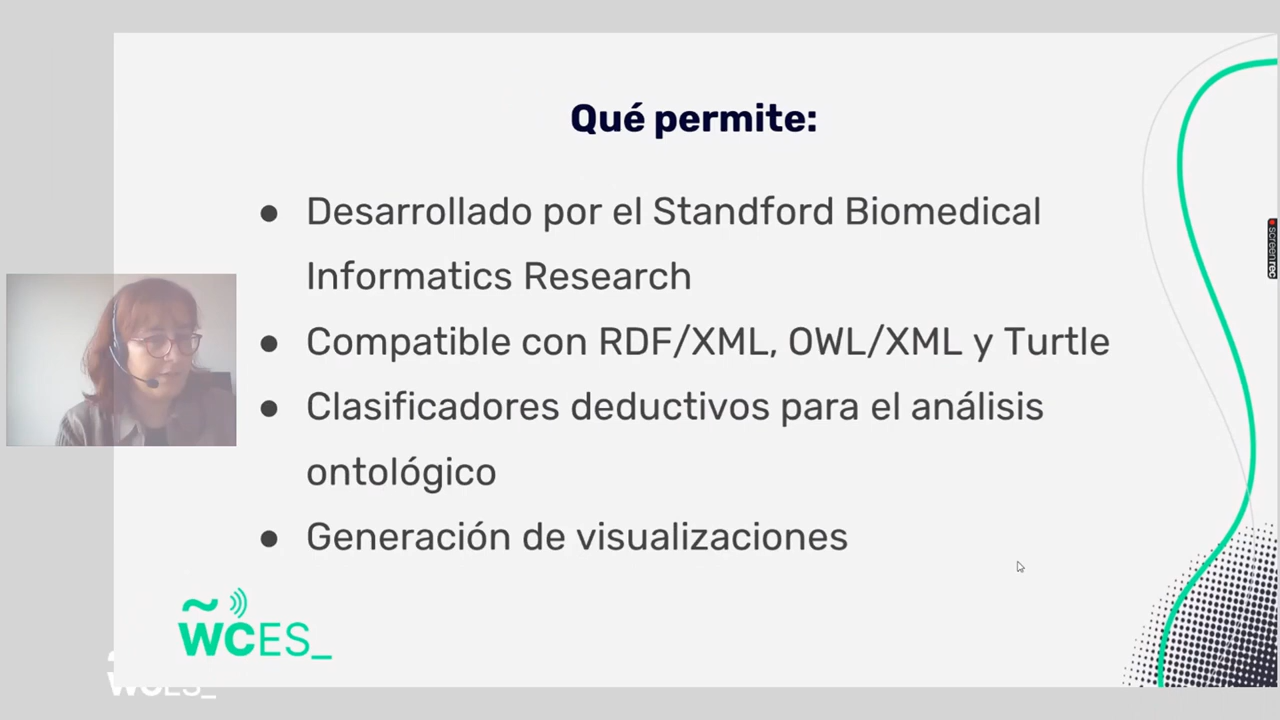 Qué permite:
● Desarrollado por el Standford Biomedical
Informatics Research
● Compatible con RDF/XML, OWL/XML y Turtle
● Clasificadores deductivos para el análisis
ontológico
● Generación de visualizaciones
screenrec
~
WCES_
WCES_